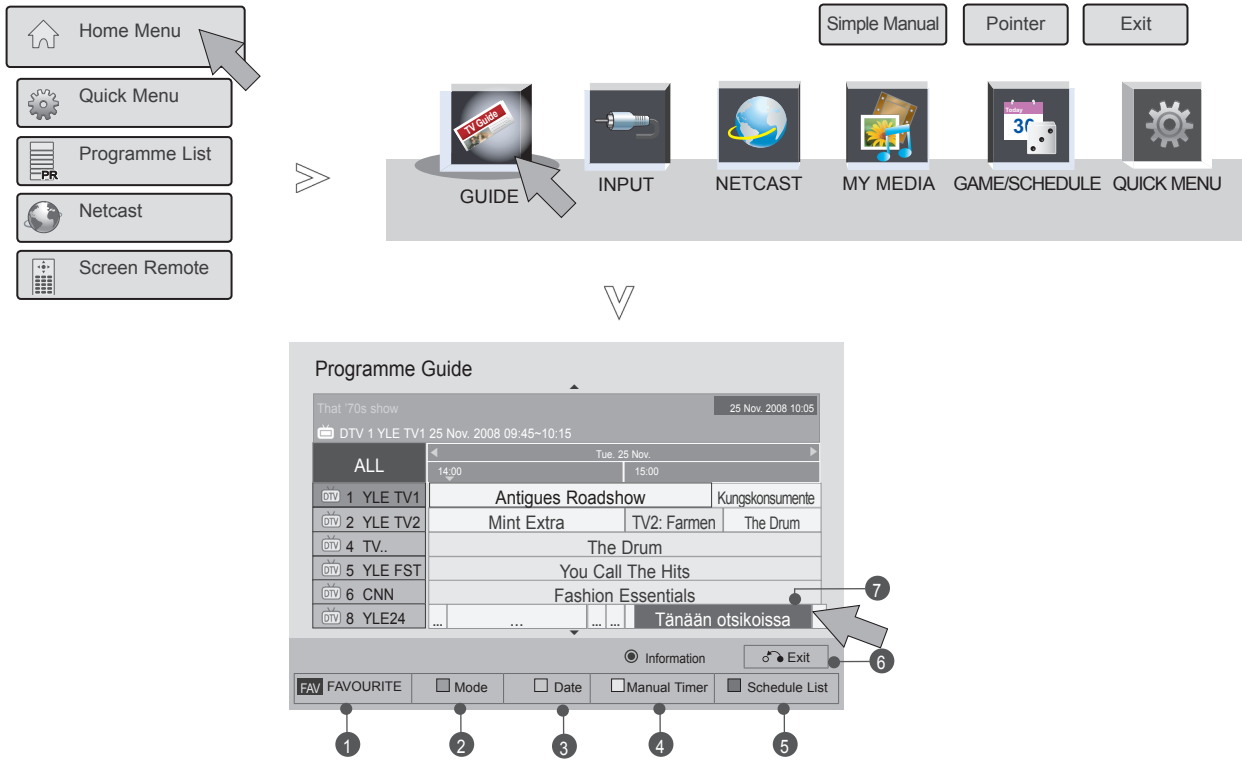 Home Menu
Quick Menu
PR
Programme List
Netcast
Screen Remote
Simple Manual
Pointer
Exit
TV Guide
Today
30
GUIDE
INPUT
NETCAST
MY MEDIA
GAME/SCHEDULE
QUICK MENU
Programme Guide
That '70s show
25 Nov. 2008 10:05
DTV 1 YLE TV1 25 Nov. 2008 09:45~10:15
ALL
Tue. 25 Nov.
14:00
15:00
DTV 1 YLE TV1
Antigues Roadshow
Kungskonsumente
DTV 2 YLE TV2
Mint Extra
TV2: Farmen
The Drum
DTV 4 TV..
The Drum
DTV 5 YLE FST
You Call The Hits
DTV 6 CNN
Fashion Essentials
7
DTV 8 YLE24
...
...
...
...
Tänään otsikoissa
Information
Exit
6
FAV FAVOURITE
Mode
Date
Manual Timer
Schedule List
1
2
3
4
5